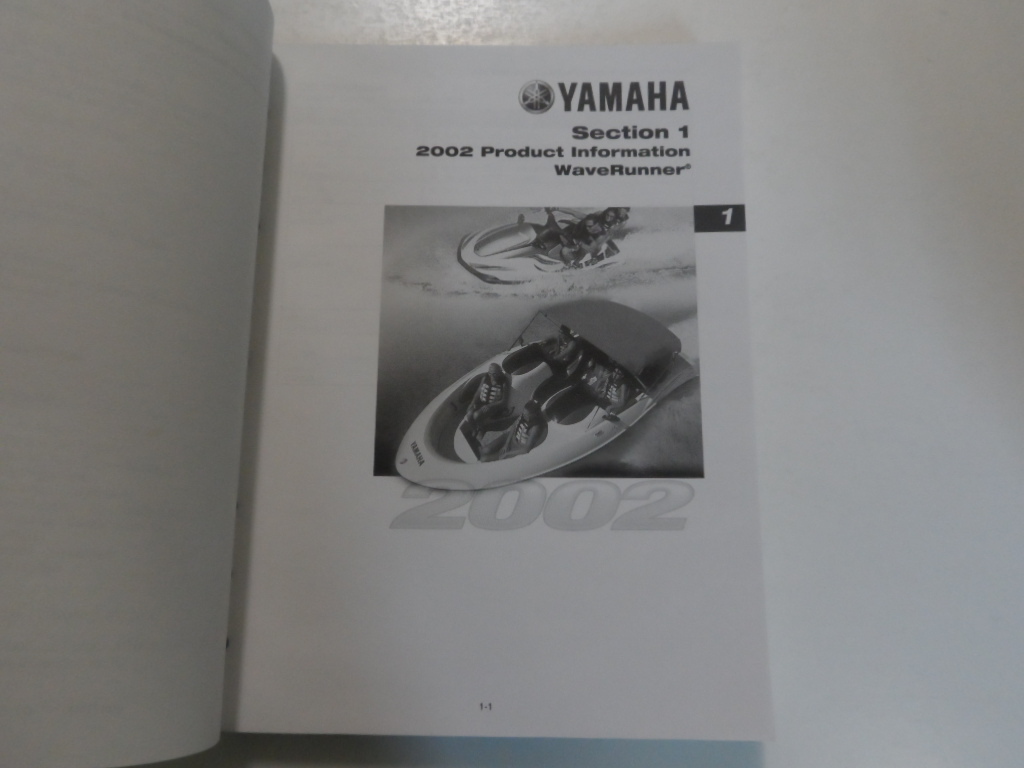 YAMAHA
Section 1
2002 Product Information
WaveRunner®
1
YAMAHA
2002
1-1